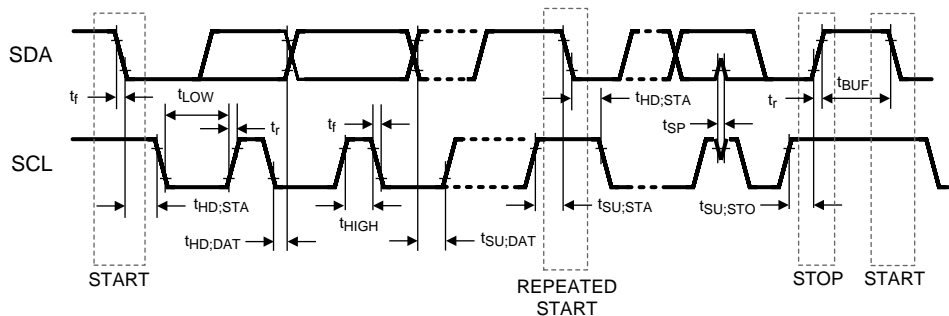 SDA
tf
tLOW
tr
tf
tHD;STA
tSP
tr
tBUF
SCL
tHD;STA
tHD;DAT
tHIGH
tSU;DAT
tSU;STA
tSU;STO
START
REPEATED
START
STOP
START